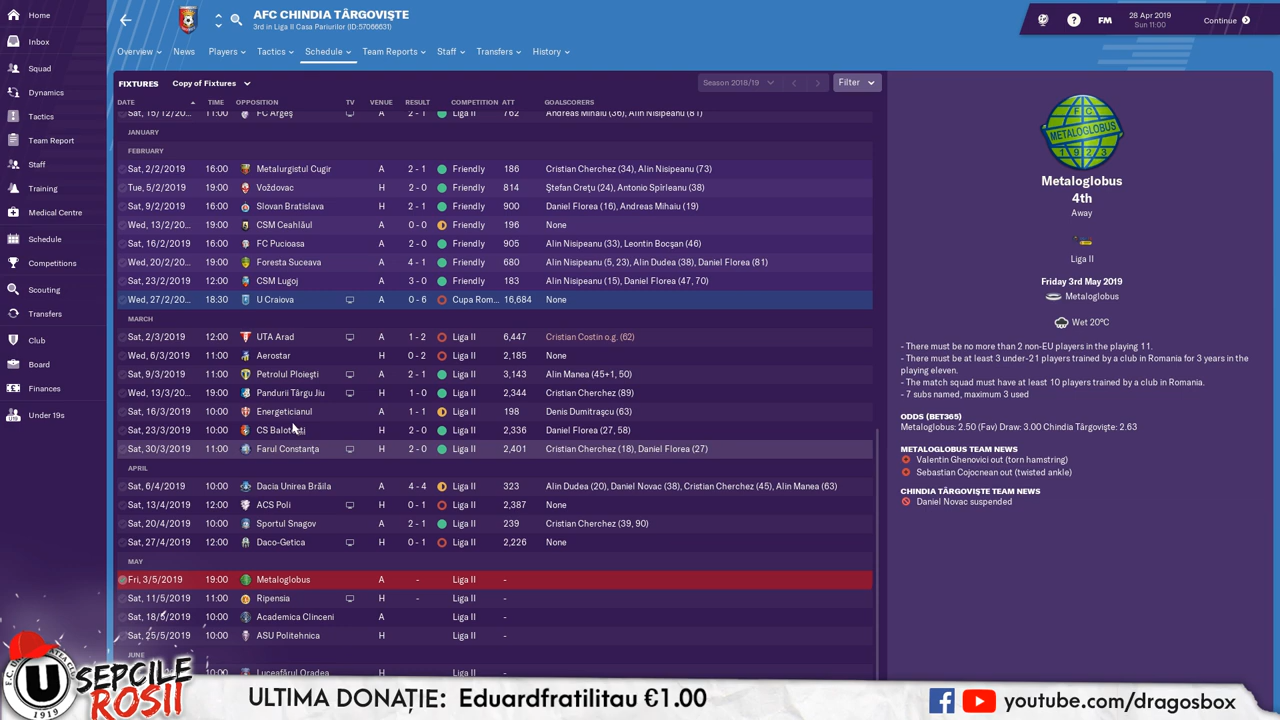 Home
Inbox
Squad
Dynamics
Tactics
Team Report
Staff
Training
Medical Centre
Schedule
Competitions
Scouting
Transfers
Club
Board
Finances
Under 19s
AFC CHINDIA TÂRGOVIȘTE
3rd in Liga II Casa Pariurilor (ID:57066631)
FM
28 Apr 2019
Sun 11:00
Continue
Overview News Players Tactics Schedule Team Reports Staff Transfers History
FIXTURES Copy of Fixtures Season 2018/19 Filter
DATE TIME OPPOSITION TV VENUE RESULT COMPETITION ATT GOALSCORERS
Sat, 15/12/20... 11:00 FC Argeș A 2 - 1 Liga II 762 Andreas Mihaiu (36), Alin Nisipeanu (81)
JANUARY
FEBRUARY
Sat, 2/2/2019 16:00 Metalurgistul Cugir A 2 - 1 Friendly 186 Cristian Cherchez (34), Alin Nisipeanu (73)
Tue, 5/2/2019 19:00 Voždovac H 2 - 0 Friendly 814 Ștefan Crețu (24), Antonio Spîrleanu (38)
Sat, 9/2/2019 16:00 Slovan Bratislava H 2 - 1 Friendly 900 Daniel Florea (16), Andreas Mihaiu (19)
Wed, 13/2/20... 19:00 CSM Ceahlăul A 0 - 0 Friendly 196 None
Sat, 16/2/2019 16:00 FC Pucioasa A 2 - 0 Friendly 905 Alin Nisipeanu (33), Leontin Bocșan (46)
Wed, 20/2/20... 19:00 Foresta Suceava A 4 - 1 Friendly 680 Alin Nisipeanu (5, 23), Alin Dudea (38), Daniel Florea (81)
Sat, 23/2/2019 12:00 CSM Lugoj A 3 - 0 Friendly 183 Alin Nisipeanu (15), Daniel Florea (47, 70)
Wed, 27/2/20... 18:30 U Craiova A 0 - 6 Cupa Rom... 16,684 None
MARCH
Sat, 2/3/2019 12:00 UTA Arad A 1 - 2 Liga II 6,447 Cristian Costin o.g. (62)
Wed, 6/3/2019 11:00 Aerostar H 0 - 2 Liga II 2,185 None
Sat, 9/3/2019 11:00 Petrolul Ploiești H 2 - 1 Liga II 3,143 Alin Manea (45+1, 50)
Wed, 13/3/20... 11:00 Pandurii Târgu Jiu H 1 - 0 Liga II 2,344 Cristian Cherchez (89)
Sat, 16/3/2019 10:00 Energeticianul A 1 - 1 Liga II 198 Denis Dumitrașcu (63)
Sat, 23/3/2019 10:00 CS H 2 - 0 Liga II 2,336 Daniel Florea (27, 58)
Sat, 30/3/2019 11:00 Farul Constanța H 2 - 0 Liga II 2,401 Cristian Cherchez (18), Daniel Florea (27)
APRIL
Sat, 6/4/2019 10:00 Dacia Unirea Brăila A 4 - 4 Liga II 323 Alin Dudea (20), Daniel Novac (38), Cristian Cherchez (45), Alin Manea (63)
Sat, 13/4/2019 12:00 ACS Poli H 0 - 1 Liga II 2,387 None
Sat, 20/4/2019 10:00 Sportul Snagov A 2 - 1 Liga II 239 Cristian Cherchez (39, 90)
Sat, 27/4/2019 12:00 Daco-Getica H 0 - 1 Liga II 2,226 None
MAY
Fri, 3/5/2019 19:00 Metaloglobus A - Liga II -
Sat, 11/5/2019 11:00 Ripensia H - Liga II -
Sat, 18/5/2019 10:00 Academica Clinceni A Liga II -
Sat, 25/5/2019 10:00 ASU Politehnica H Liga II -
JUNE
10:00 Luceafărul Oradea H Liga II -
METALOGLOBUS
1 9 2 3
Metaloglobus
4th
Away
Liga II
Friday 3rd May 2019
Metaloglobus
Wet 20°C
- There must be no more than 2 non-EU players in the playing 11.
- There must be at least 3 under-21 players trained by a club in Romania for 3 years in the
playing eleven.
- The match squad must have at least 10 players trained by a club in Romania.
- 7 subs named, maximum 3 used
ODDS (BET365)
Metaloglobus: 2.50 (Fav) Draw: 3.00 Chindia Târgoviște: 2.63
METALOGLOBUS TEAM NEWS
Valentin Ghenovici out (torn hamstring)
Sebastian Cojocnean out (twisted ankle)
CHINDIA TÂRGOVIȘTE TEAM NEWS
Daniel Novac suspended
U
1919
SEPCILE
ROSII
ULTIMA DONAȚIE: Eduardfratilitau €1.00
youtube.com/dragosbox